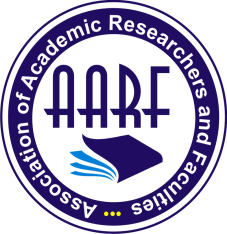 Association of Academic Researchers and Faculties ...
AARF